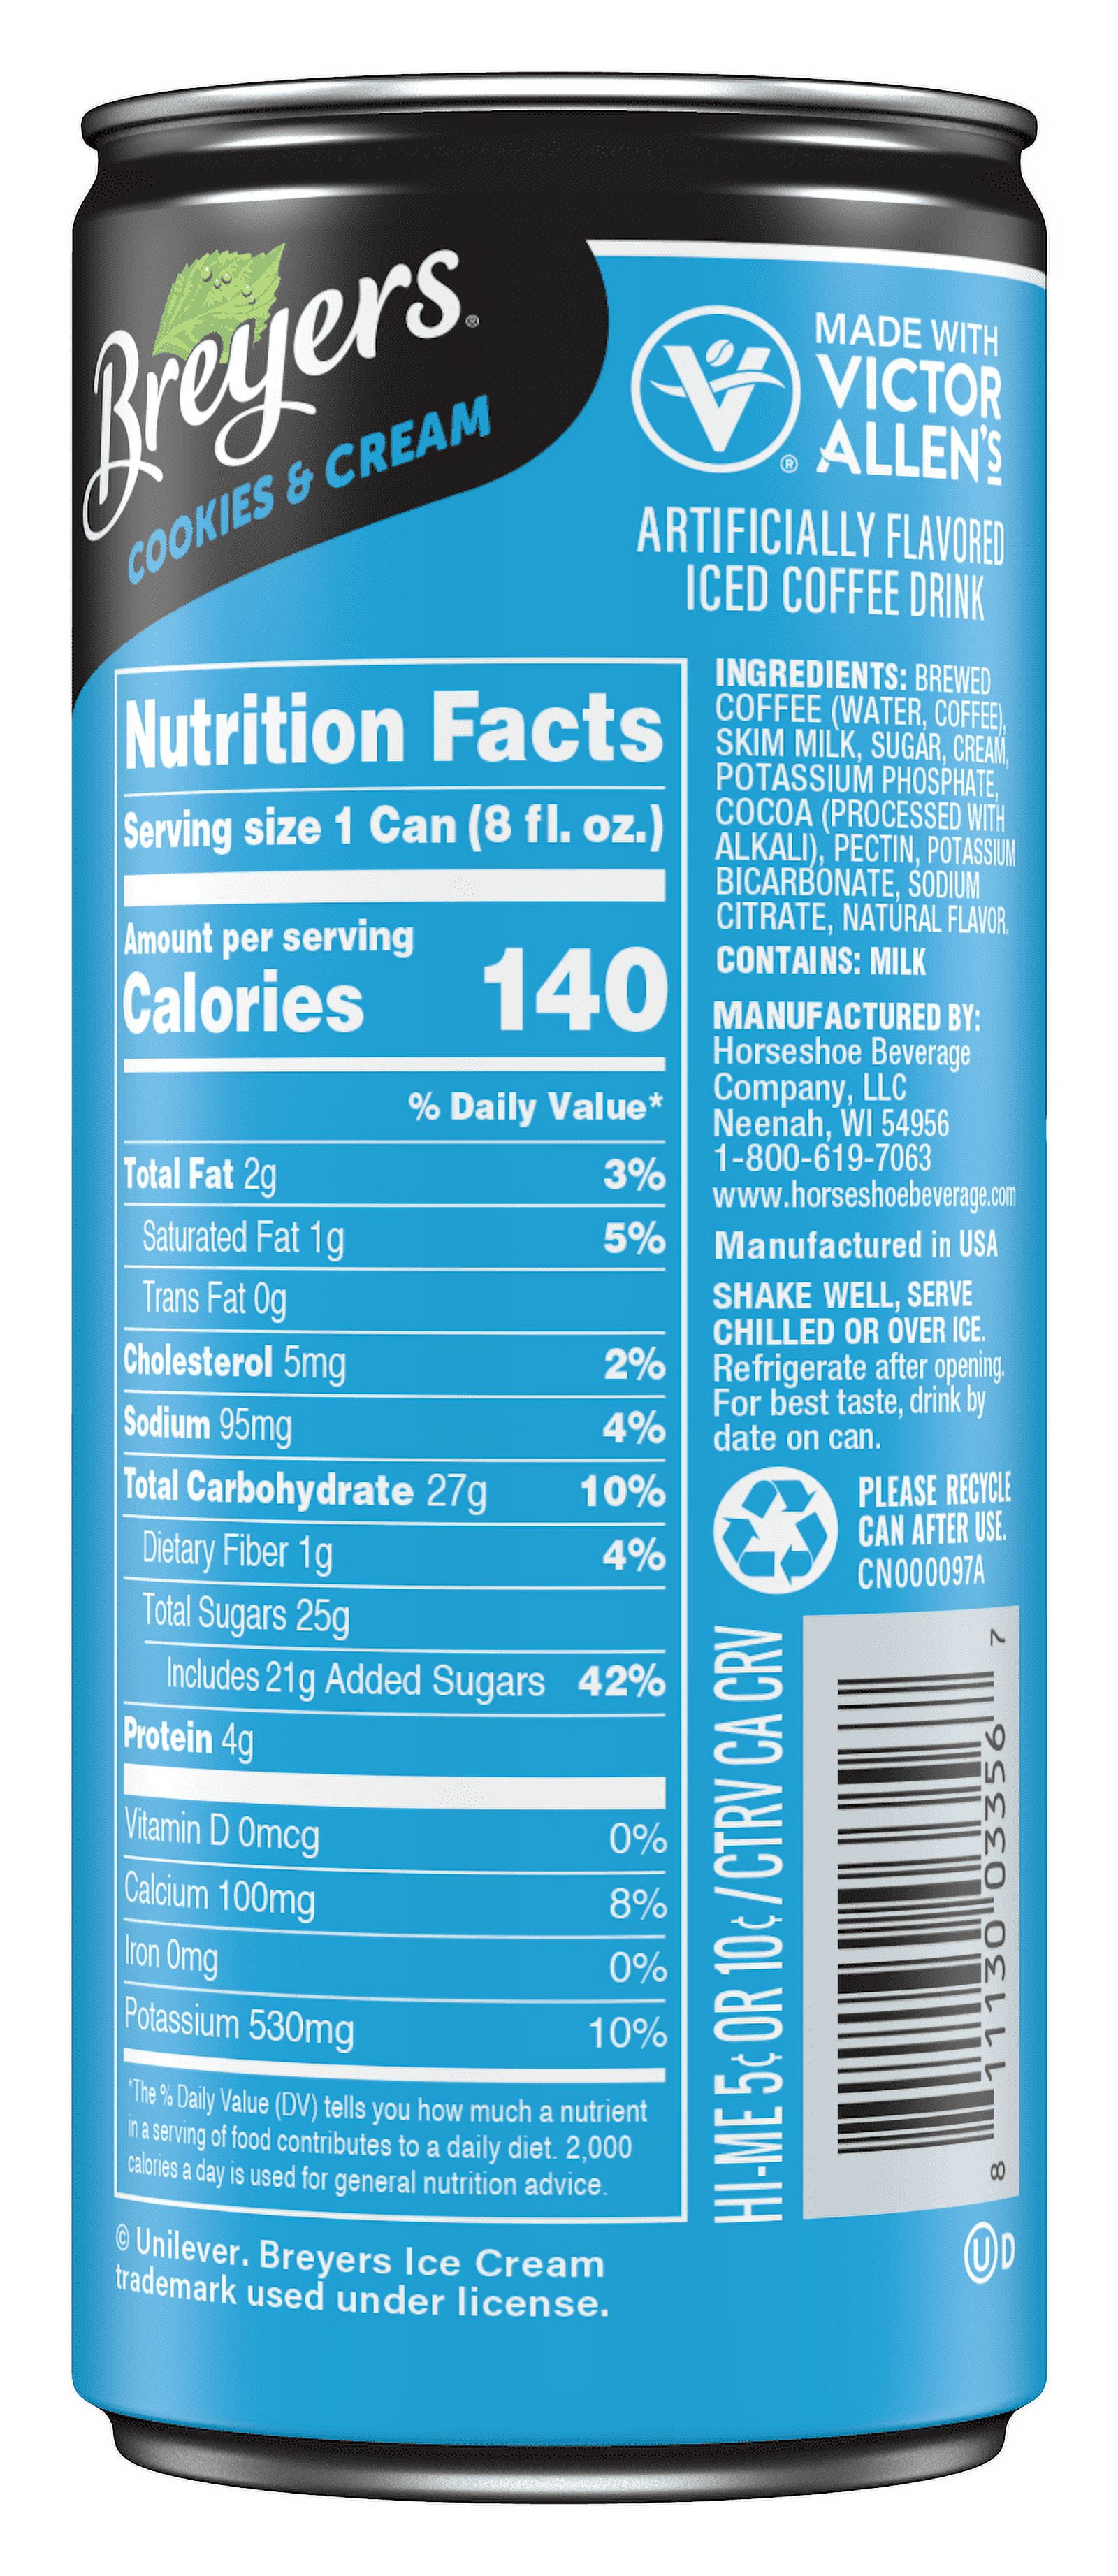 Breyers®
COOKIES & CREAM
V®
MADE WITH
VICTOR
ALLEN'S
ARTIFICIALLY FLAVORED
ICED COFFEE DRINK
Nutrition Facts
Serving size 1 Can (8 fl. oz.)
Amount per serving
Calories 140
% Daily Value*
Total Fat 2g 3%
Saturated Fat 1g 5%
Trans Fat 0g
Cholesterol 5mg 2%
Sodium 95mg 4%
Total Carbohydrate 27g 10%
Dietary Fiber 1g 4%
Total Sugars 25g
Includes 21g Added Sugars 42%
Protein 4g
Vitamin D 0mcg 0%
Calcium 100mg 8%
Iron 0mg 0%
Potassium 530mg 10%
*The % Daily Value (DV) tells you how much a nutrient
in a serving of food contributes to a daily diet. 2,000
calories a day is used for general nutrition advice.
© Unilever. Breyers Ice Cream
trademark used under license.
INGREDIENTS: BREWED
COFFEE (WATER, COFFEE),
SKIM MILK, SUGAR, CREAM,
POTASSIUM PHOSPHATE,
COCOA (PROCESSED WITH
ALKALI), PECTIN, POTASSIUM
BICARBONATE, SODIUM
CITRATE, NATURAL FLAVOR.
CONTAINS: MILK
MANUFACTURED BY:
Horseshoe Beverage
Company, LLC
Neenah, WI 54956
1-800-619-7063
www.horseshoebeverage.com
Manufactured in USA
SHAKE WELL, SERVE
CHILLED OR OVER ICE.
Refrigerate after opening.
For best taste, drink by
date on can.
PLEASE RECYCLE
CAN AFTER USE.
CN000097A
HI-ME 5¢ OR 10¢ / CTRV CA CRV
8 11130 03356 7
U D